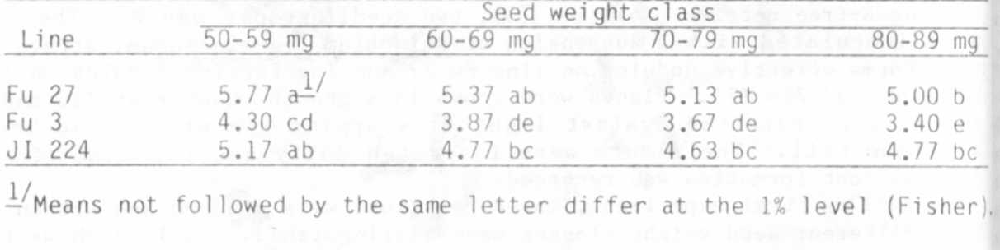 Seed weight class
Line 50-59 mg 60-69 mg 70-79 mg 80-89 mg
Fu 27 5.77 a1/ 5.37 ab 5.13 ab 5.00 b
Fu 3 4.30 cd 3.87 de 3.67 de 3.40 e
JI 224 5.17 ab 4.77 bc 4.63 bc 4.77 bc
1/Means not followed by the same letter differ at the 1% level (Fisher).